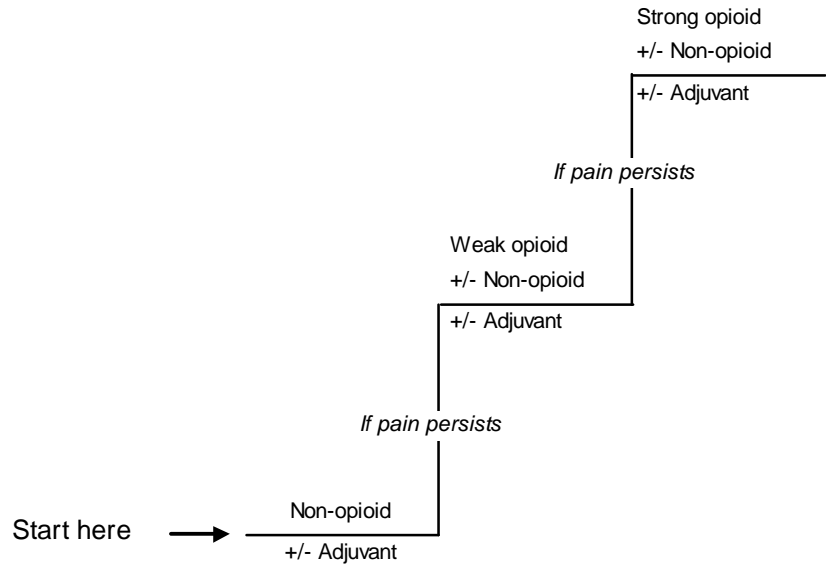 Strong opioid
+/- Non-opioid
+/- Adjuvant
If pain persists
Weak opioid
+/- Non-opioid
+/- Adjuvant
If pain persists
Non-opioid
Start here
+/- Adjuvant